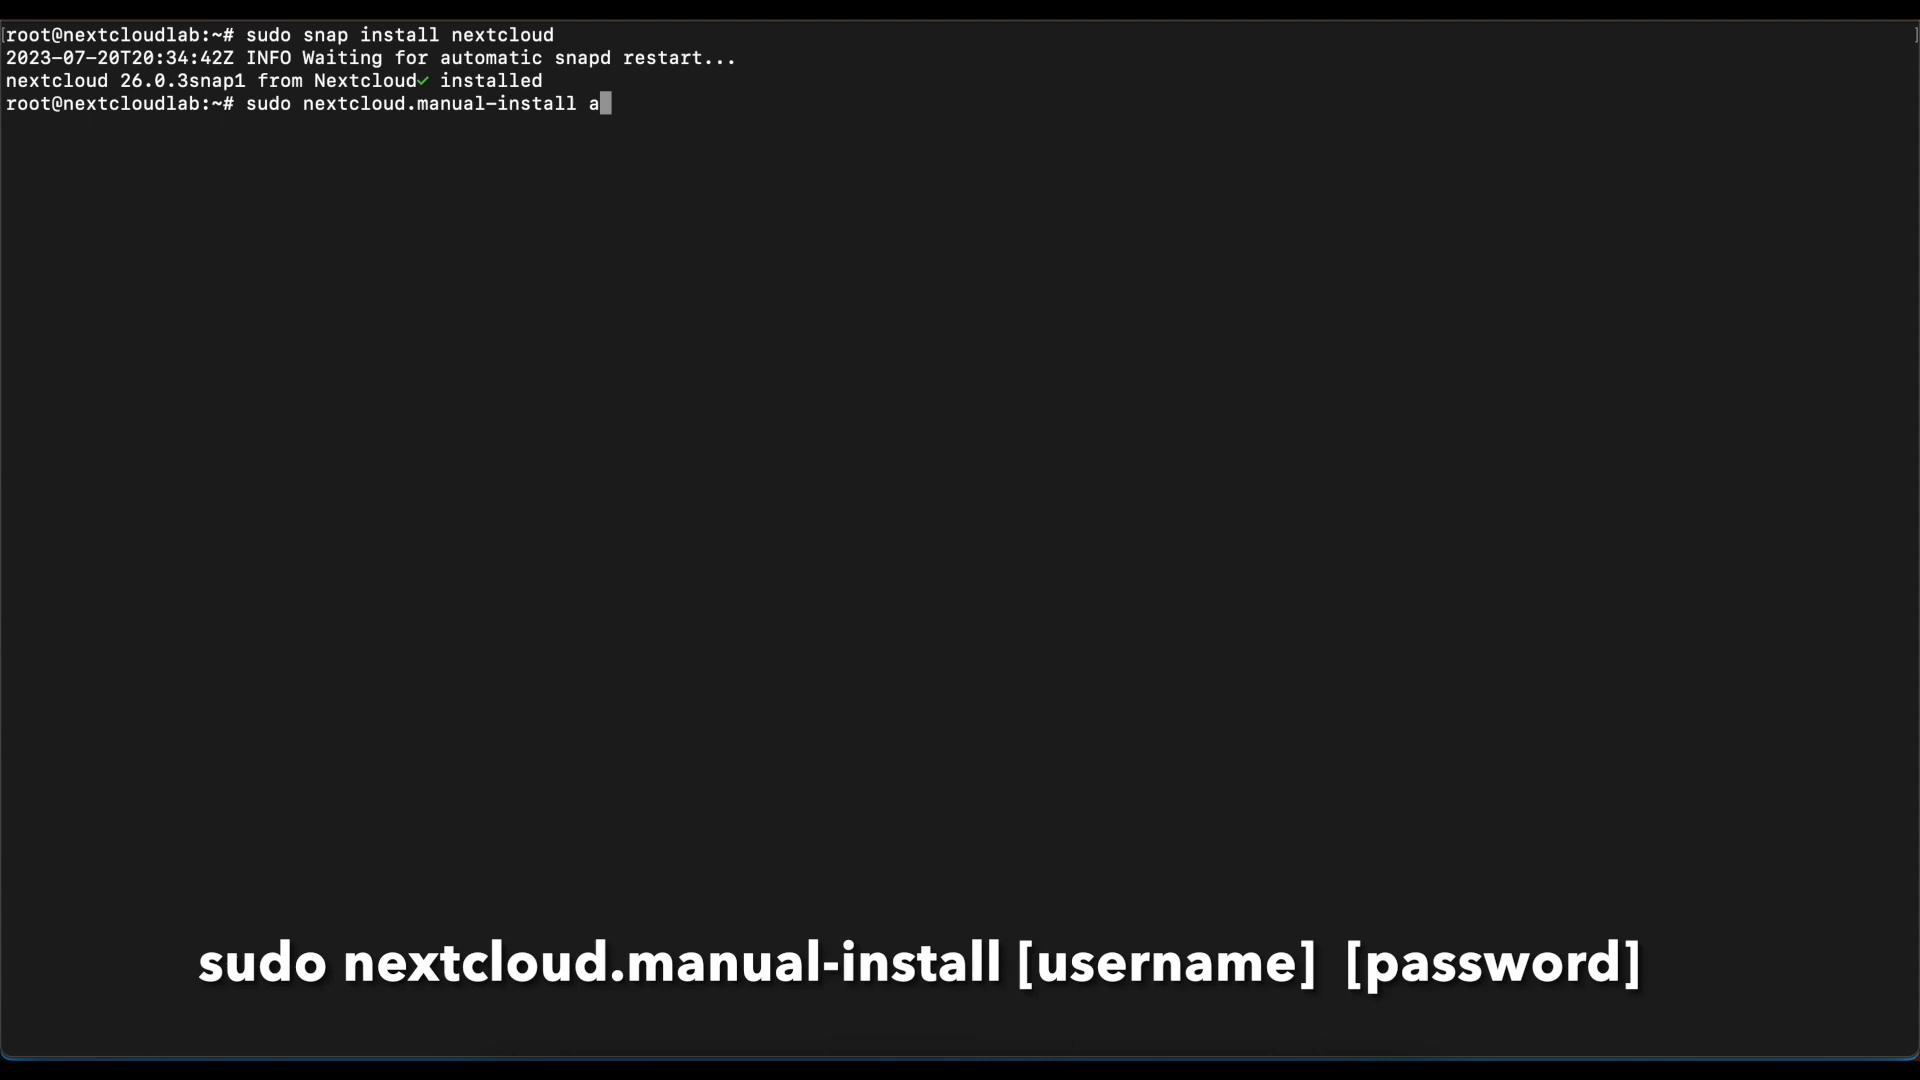 [root@nextcloudlab:~# sudo snap install nextcloud ]
2023-07-20T20:34:42Z INFO Waiting for automatic snapd restart...
nextcloud 26.0.3snap1 from Nextcloud✓ installed
root@nextcloudlab:~# sudo nextcloud.manual-install a
sudo nextcloud.manual-install [username] [password]